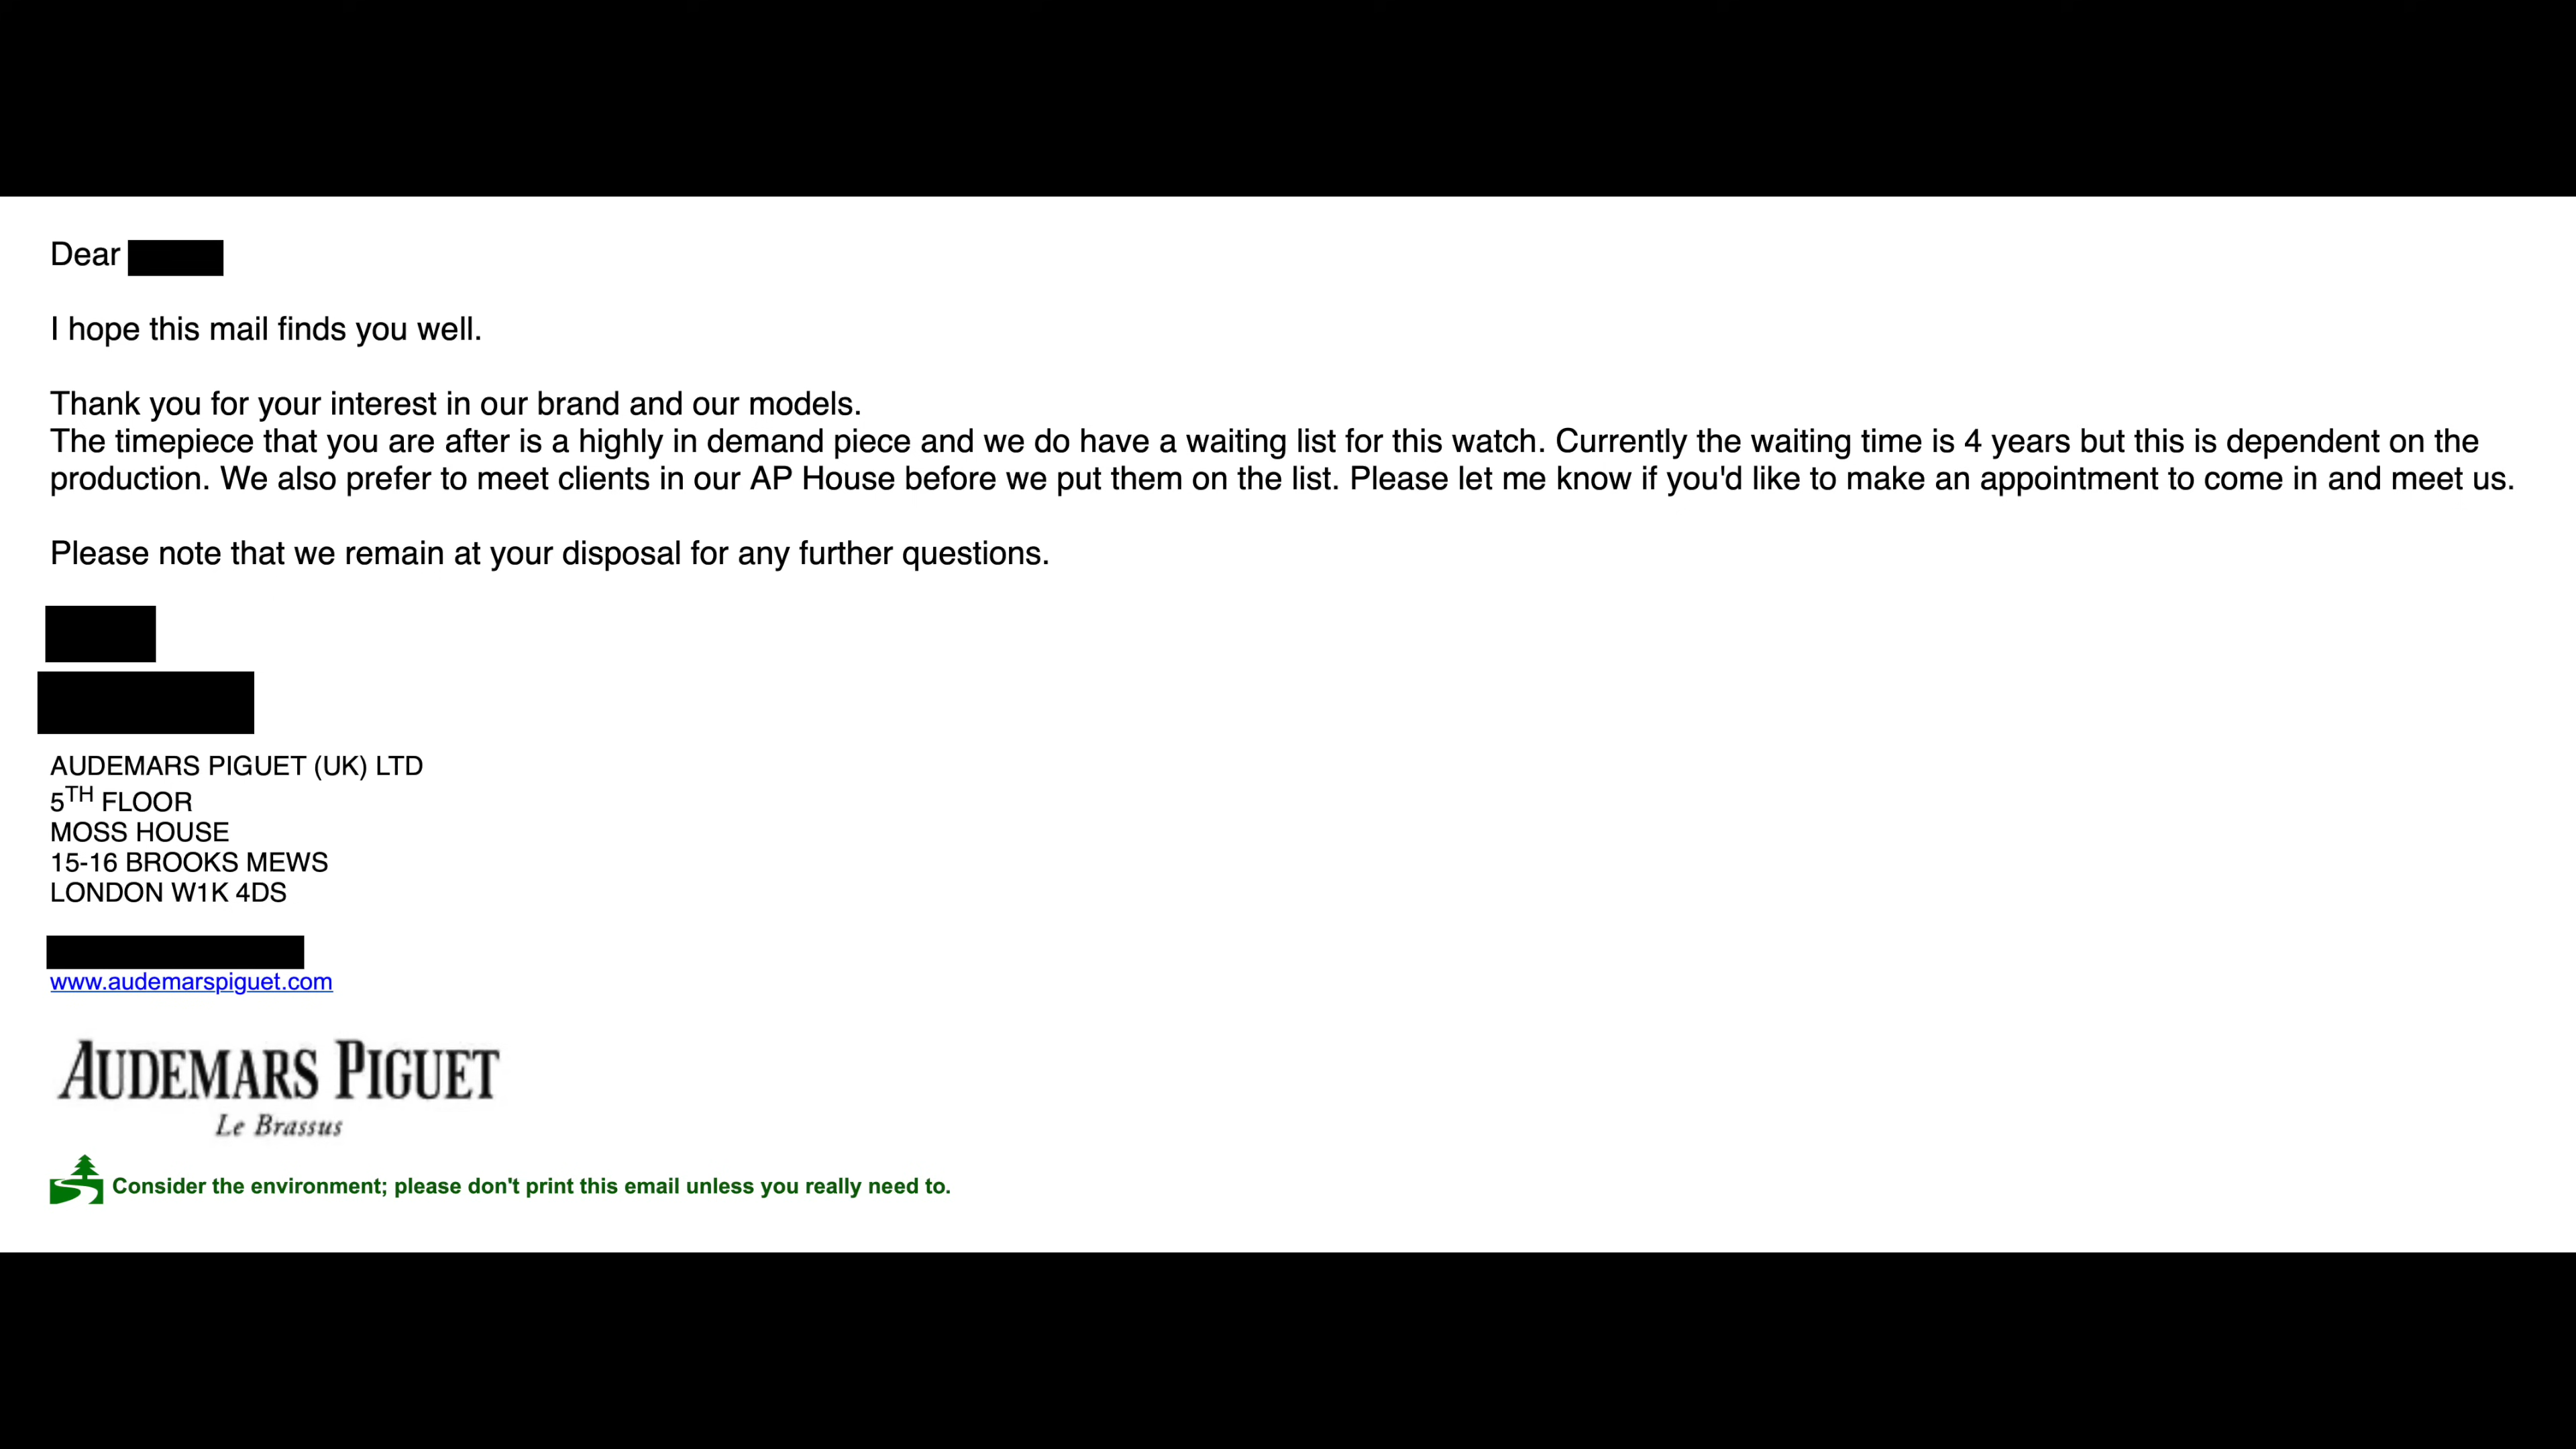 Dear
I hope this mail finds you well.
Thank you for your interest in our brand and our models.
The timepiece that you are after is a highly in demand piece and we do have a waiting list for this watch. Currently the waiting time is 4 years but this is dependent on the
production. We also prefer to meet clients in our AP House before we put them on the list. Please let me know if you'd like to make an appointment to come in and meet us.
Please note that we remain at your disposal for any further questions.
AUDEMARS PIGUET (UK) LTD
5TH FLOOR
MOSS HOUSE
15-16 BROOKS MEWS
LONDON W1K 4DS
www.audemarspiguet.com
AUDEMARS PIGUET
Le Brassus
Consider the environment; please don't print this email unless you really need to.